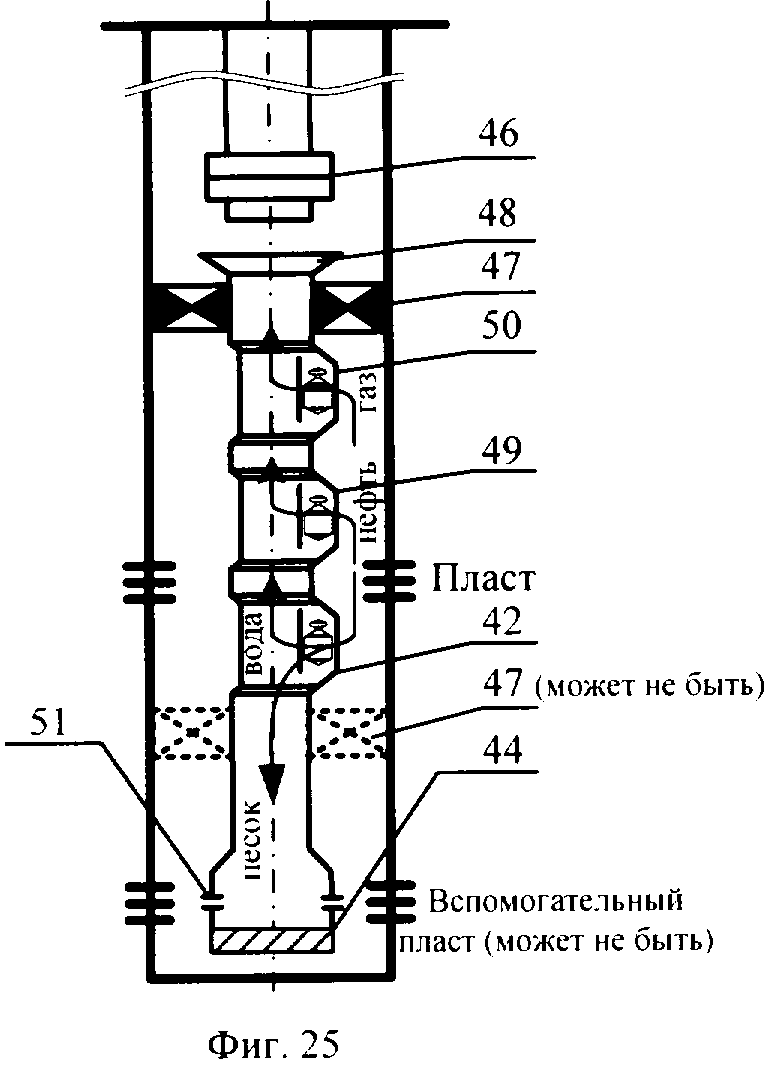 46
48
47
50
газ
49
нефть
Пласт
вода
42
47 (может не быть)
51
44
песок
Вспомогательный
пласт (может не быть)
Фиг. 25